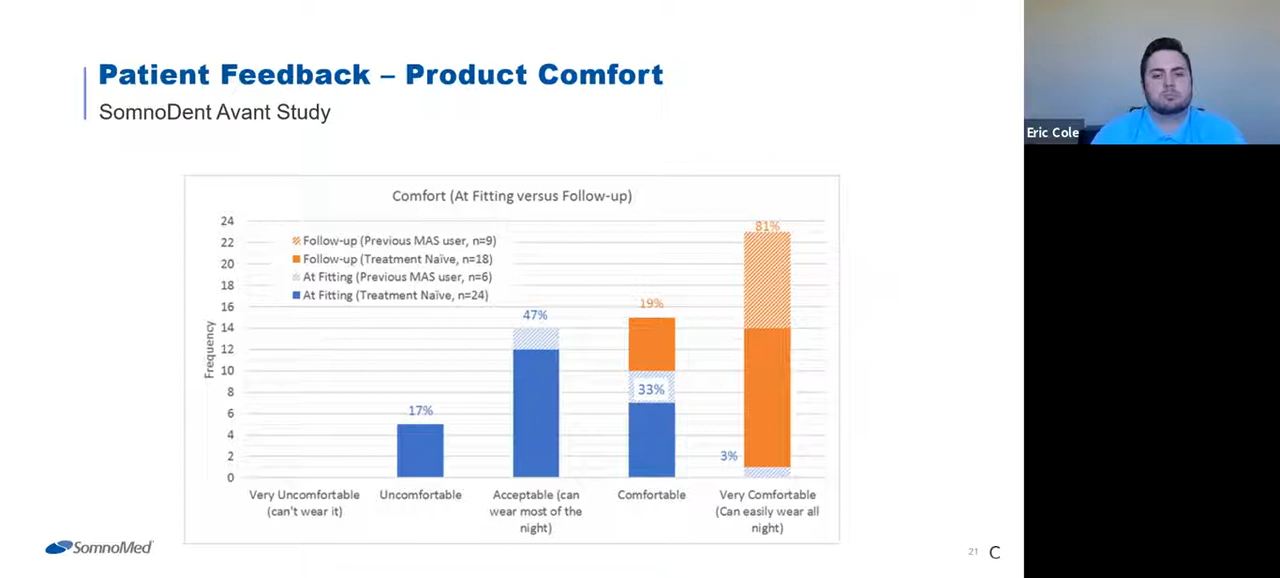 Patient Feedback – Product Comfort
SomnoDent Avant Study
Eric Cole
Comfort (At Fitting versus Follow-up)
Follow-up (Previous MAS user, n=9)
Follow-up (Treatment Naïve, n=18)
At Fitting (Previous MAS user, n=6)
At Fitting (Treatment Naïve, n=24)
Frequency
24
22
20
18
16
14
12
10
8
6
4
2
0
17%
47%
19%
33%
81%
3%
Very Uncomfortable
(can't wear it)
Uncomfortable
Acceptable (can
wear most of the
night)
Comfortable
Very Comfortable
(Can easily wear all
night)
SomnoMed
21
C